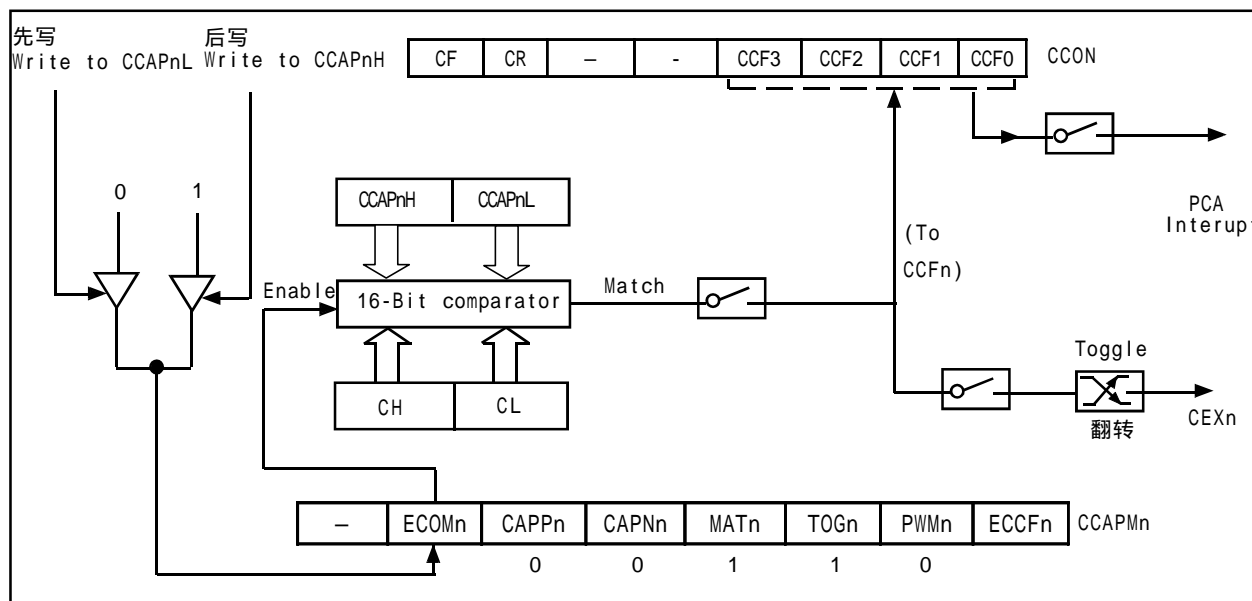 先写
Write to CCAPnL
后写
Write to CCAPnH
CF CR – - CCF3 CCF2 CCF1 CCF0 CCON
0 1
CCAPnH CCAPnL
PCA
Interupt
(To
CCFn)
Enable
16-Bit comparator
Match
CH CL
Toggle
翻转
CEXn
– ECOMn CAPPn CAPNn MATn TOGn PWMn ECCFn CCAPMn
0 0 1 1 0